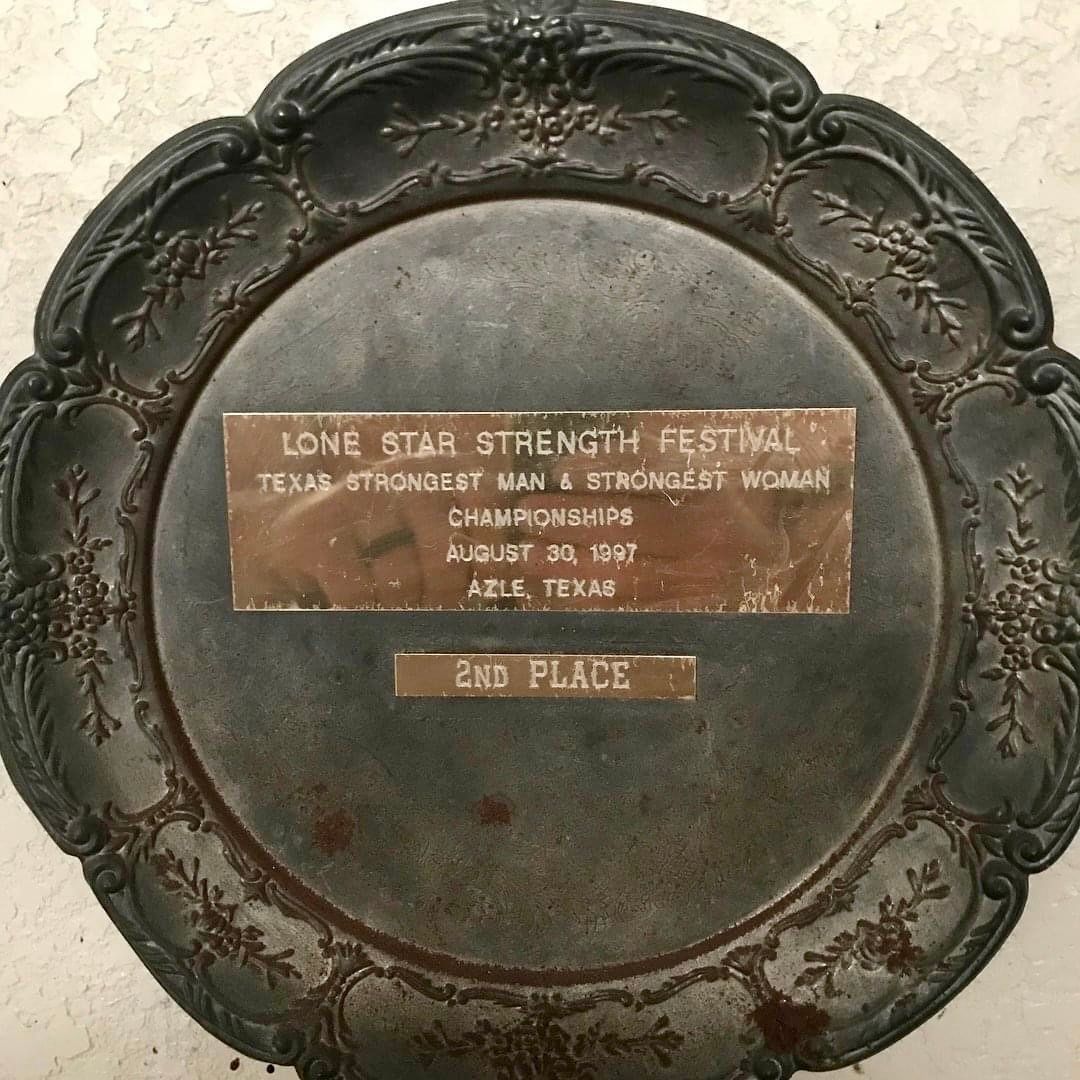 LONE STAR STRENGTH FESTIVAL
TEXAS STRONGEST MAN & STRONGEST WOMAN
CHAMPIONSHIPS
AUGUST 30, 1997
AZLE, TEXAS
2ND PLACE